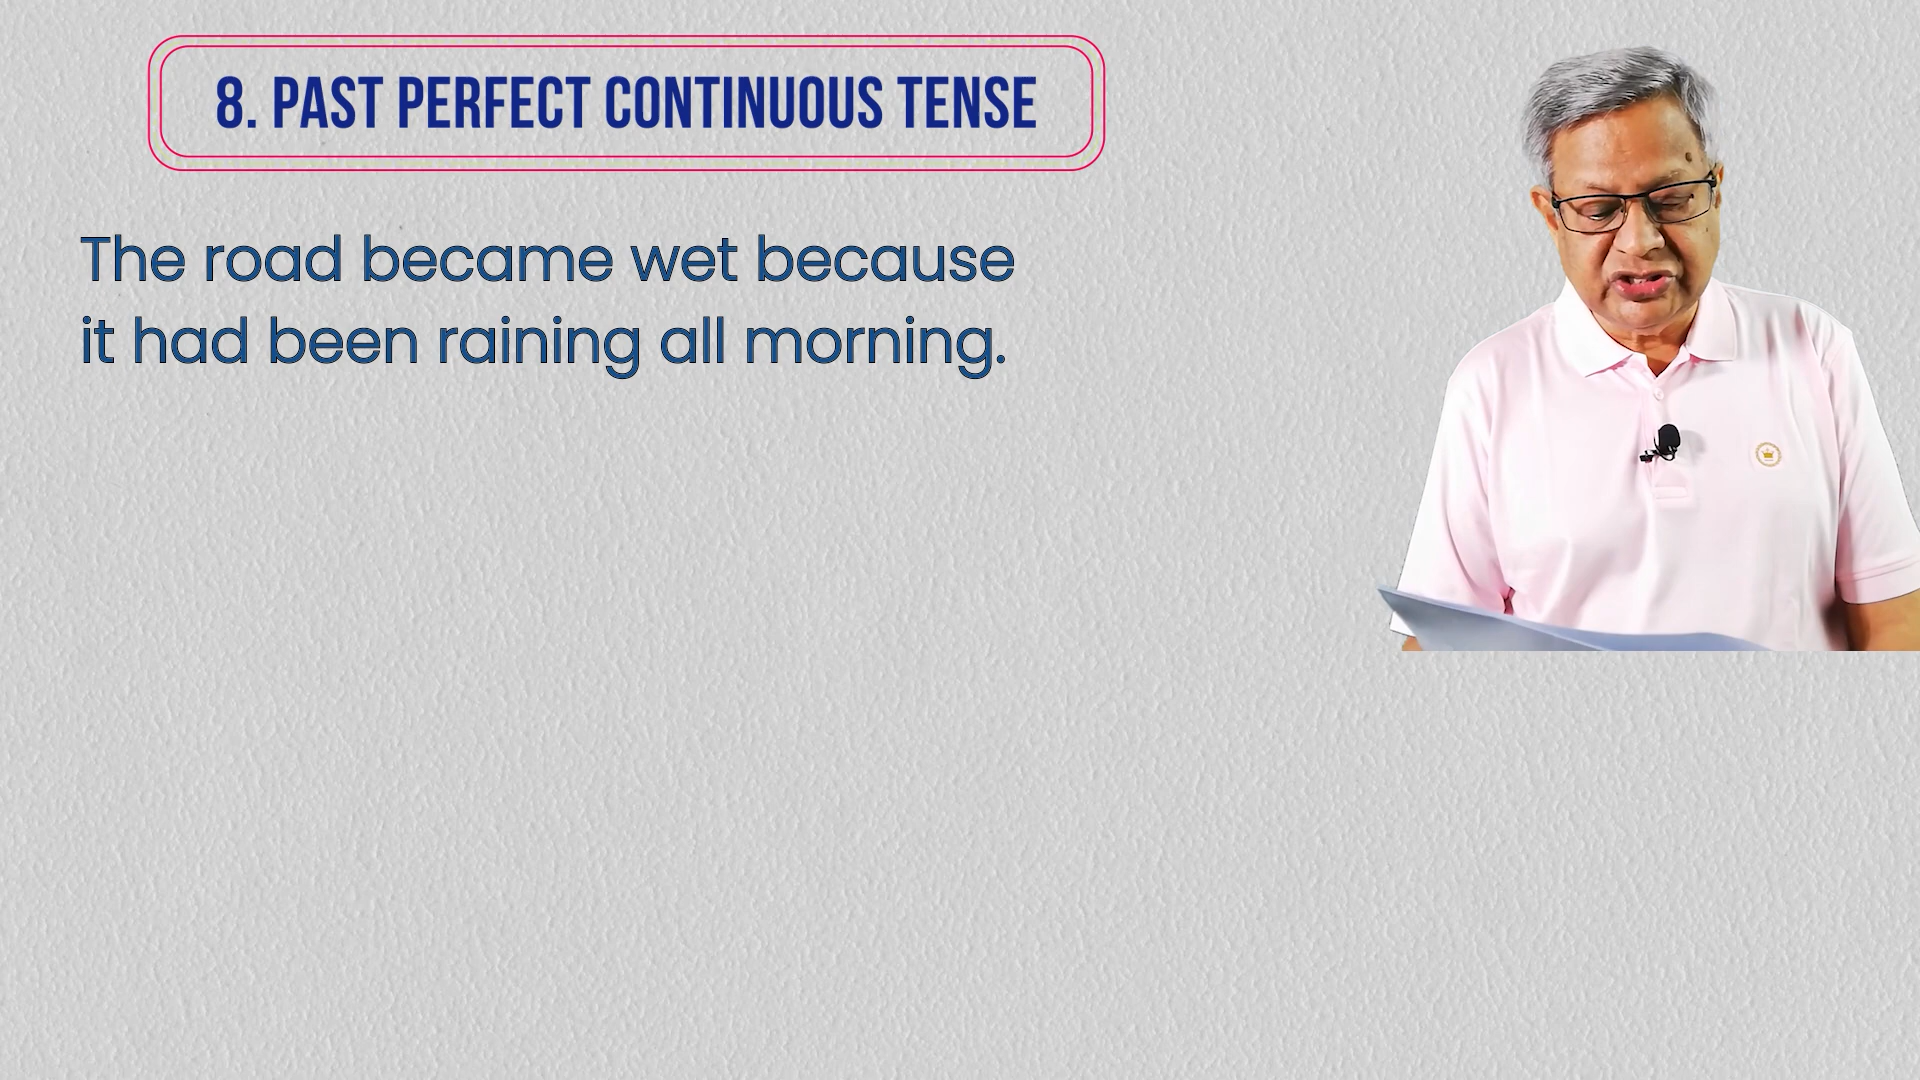 8. PAST PERFECT CONTINUOUS TENSE
The road became wet because
it had been raining all morning.